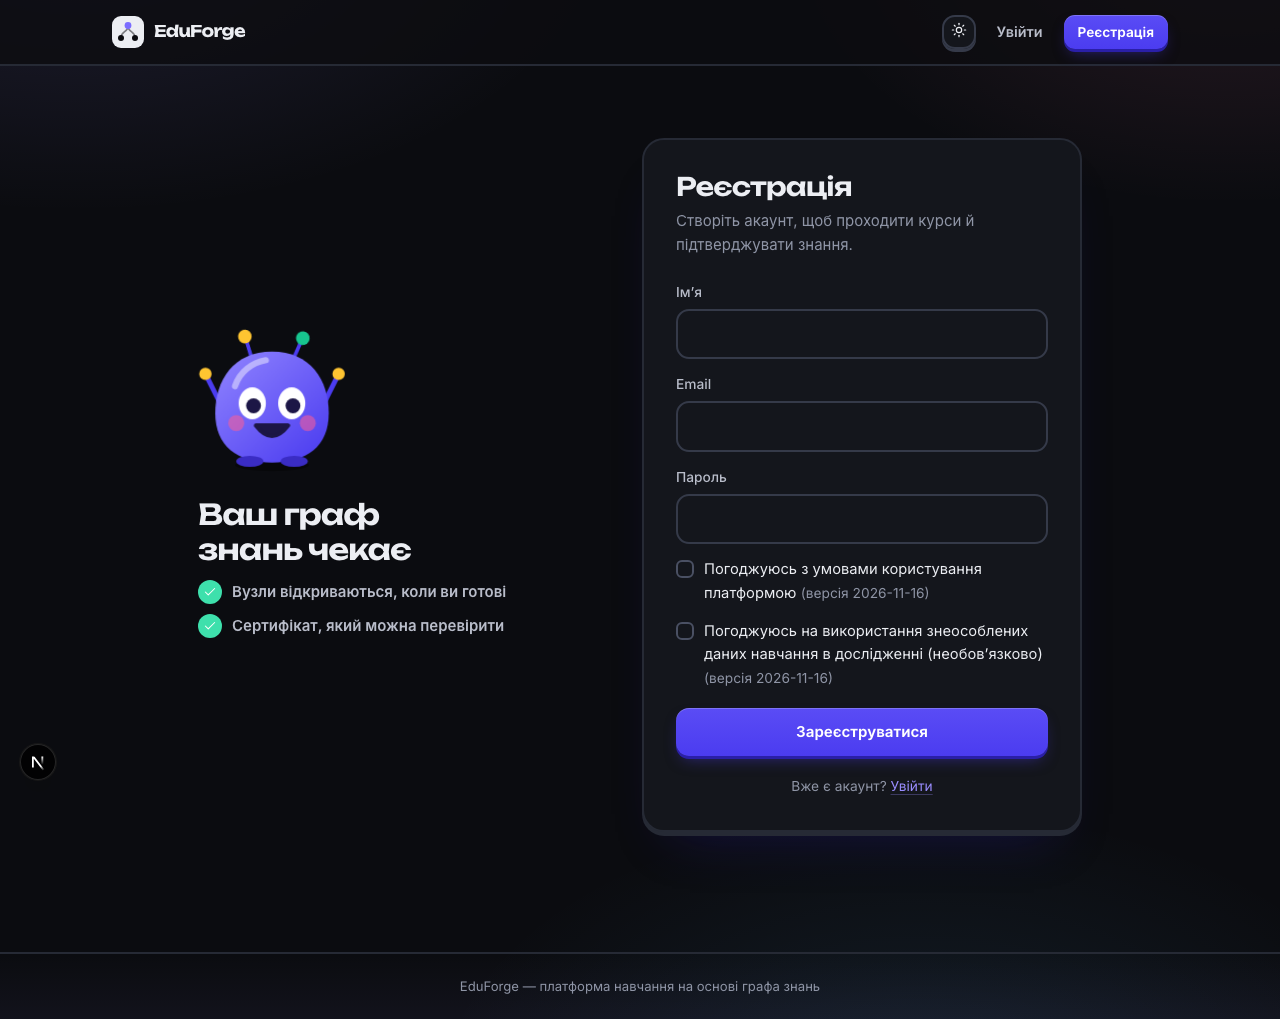 EduForge
Увійти
Реєстрація
Реєстрація
Створіть акаунт, щоб проходити курси й
підтверджувати знання.
Ім’я
Email
Пароль
Погоджуюсь з умовами користування
платформою (версія 2026-11-16)
Погоджуюсь на використання знеособлених
даних навчання в дослідженні (необов’язково)
(версія 2026-11-16)
Зареєструватися
Вже є акаунт? Увійти
Ваш граф
знань чекає
Вузли відкриваються, коли ви готові
Сертифікат, який можна перевірити
N
EduForge — платформа навчання на основі графа знань